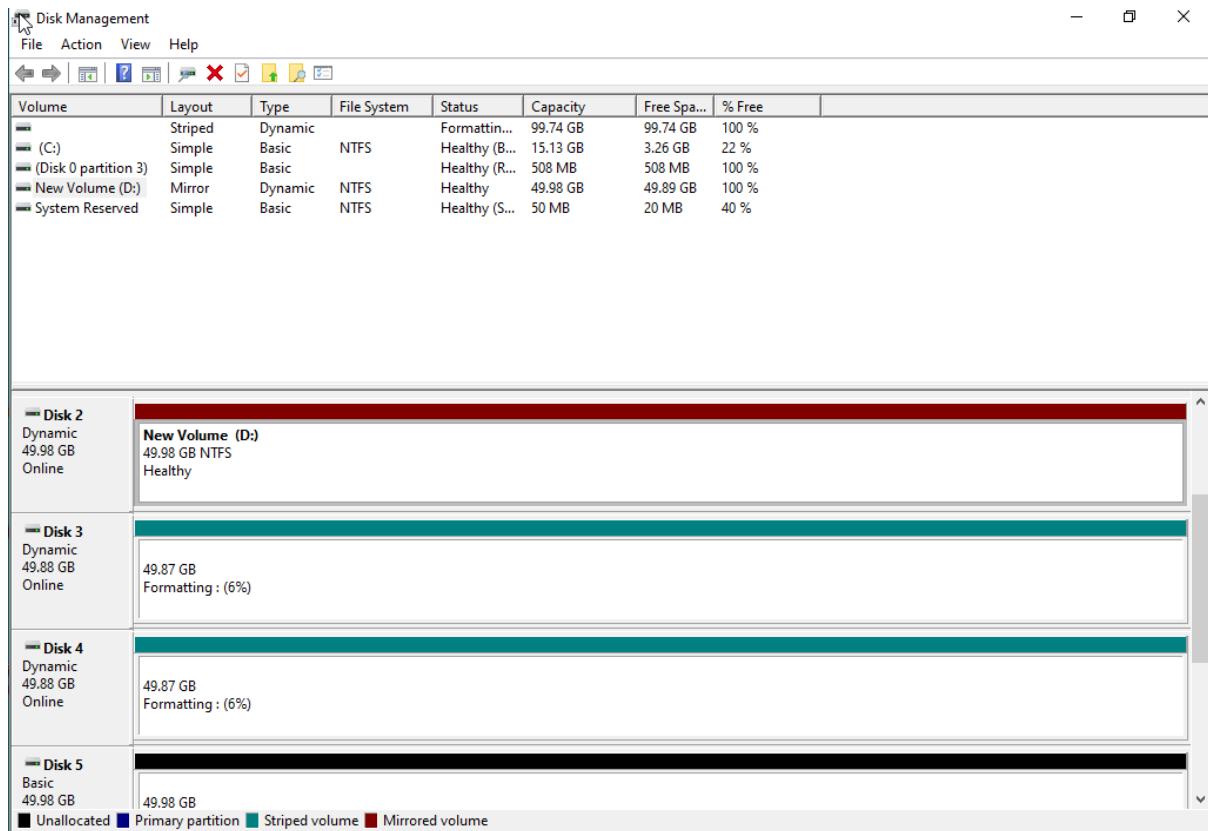 Disk Management
File Action View Help
Volume Layout Type File System Status Capacity Free Spa... % Free
Striped Dynamic Formattin... 99.74 GB 99.74 GB 100 %
(C:) Simple Basic NTFS Healthy (B... 15.13 GB 3.26 GB 22 %
(Disk 0 partition 3) Simple Basic Healthy (R... 508 MB 508 MB 100 %
New Volume (D:) Mirror Dynamic NTFS Healthy 49.98 GB 49.89 GB 100 %
System Reserved Simple Basic NTFS Healthy (S... 50 MB 20 MB 40 %
Disk 2
Dynamic
49.98 GB
Online
New Volume (D:)
49.98 GB NTFS
Healthy
Disk 3
Dynamic
49.88 GB
Online
49.87 GB
Formatting : (6%)
Disk 4
Dynamic
49.88 GB
Online
49.87 GB
Formatting : (6%)
Disk 5
Basic
49.98 GB
49.98 GB
Unallocated Primary partition Striped volume Mirrored volume